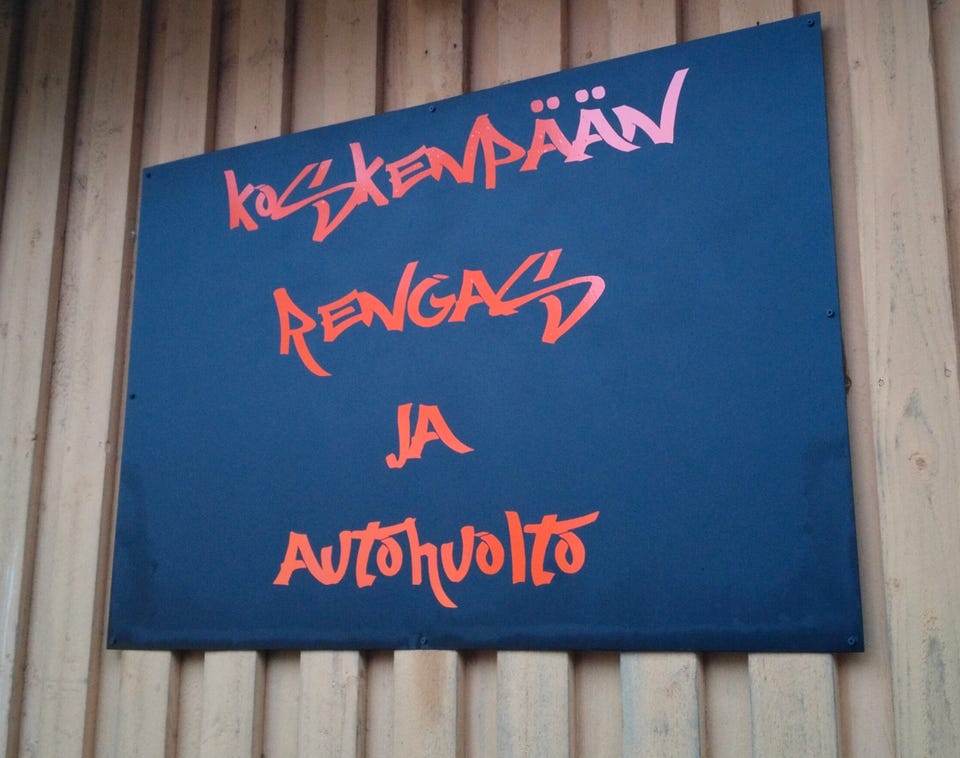 KOSKENPÄÄN
RENGAS
JA
AUTOHUOLTO